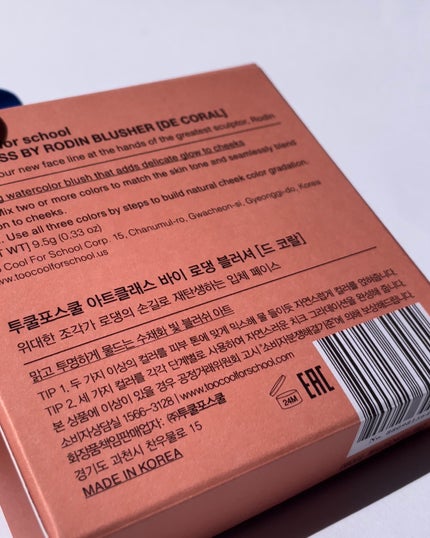 for school
BY RODIN BLUSHER [DE CORAL]
your new face line at the hands of the greatest sculptor, Rodin
watercolor blush that adds delicate glow to cheeks
Mix two or more colors to match the skin tone and seamlessly blend
on to cheeks.
Use all three colors by steps to build natural cheek color gradation.
WT] 9.5g (0.33 oz)
Cool For School Corp. 15, Chanumul-ro, Gwacheon-si, Gyeonggi-do, Korea
www.toocoolforschool.us
투쿨포스쿨 아트클래스 바이 로댕 블러셔 [드 코랄]
위대한 조각가 로댕의 손길로 재탄생하는 입체 페이스
맑고 투명하게 물드는 수채화 빛 블러쉬 아트
TIP 1. 두 가지 이상의 컬러를 피부 톤에 맞게 믹스해 물 들이듯 자연스럽게 컬러를 얹혀줍니다.
TIP 2. 세 가지 컬러를 각각 단계별로 사용하여 자연스러운 치크 그라데이션을 완성해 줍니다.
본 상품에 이상이 있을 경우 공정거래위원회 고시 "소비자분쟁해결기준"에 의해 보상해드립니다.
소비자상담실 1566-3128 / www.toocoolforschool.com
화장품책임판매업자: ㈜투쿨포스쿨
경기도 과천시 찬우물로 15
MADE IN KOREA
24M
EAC